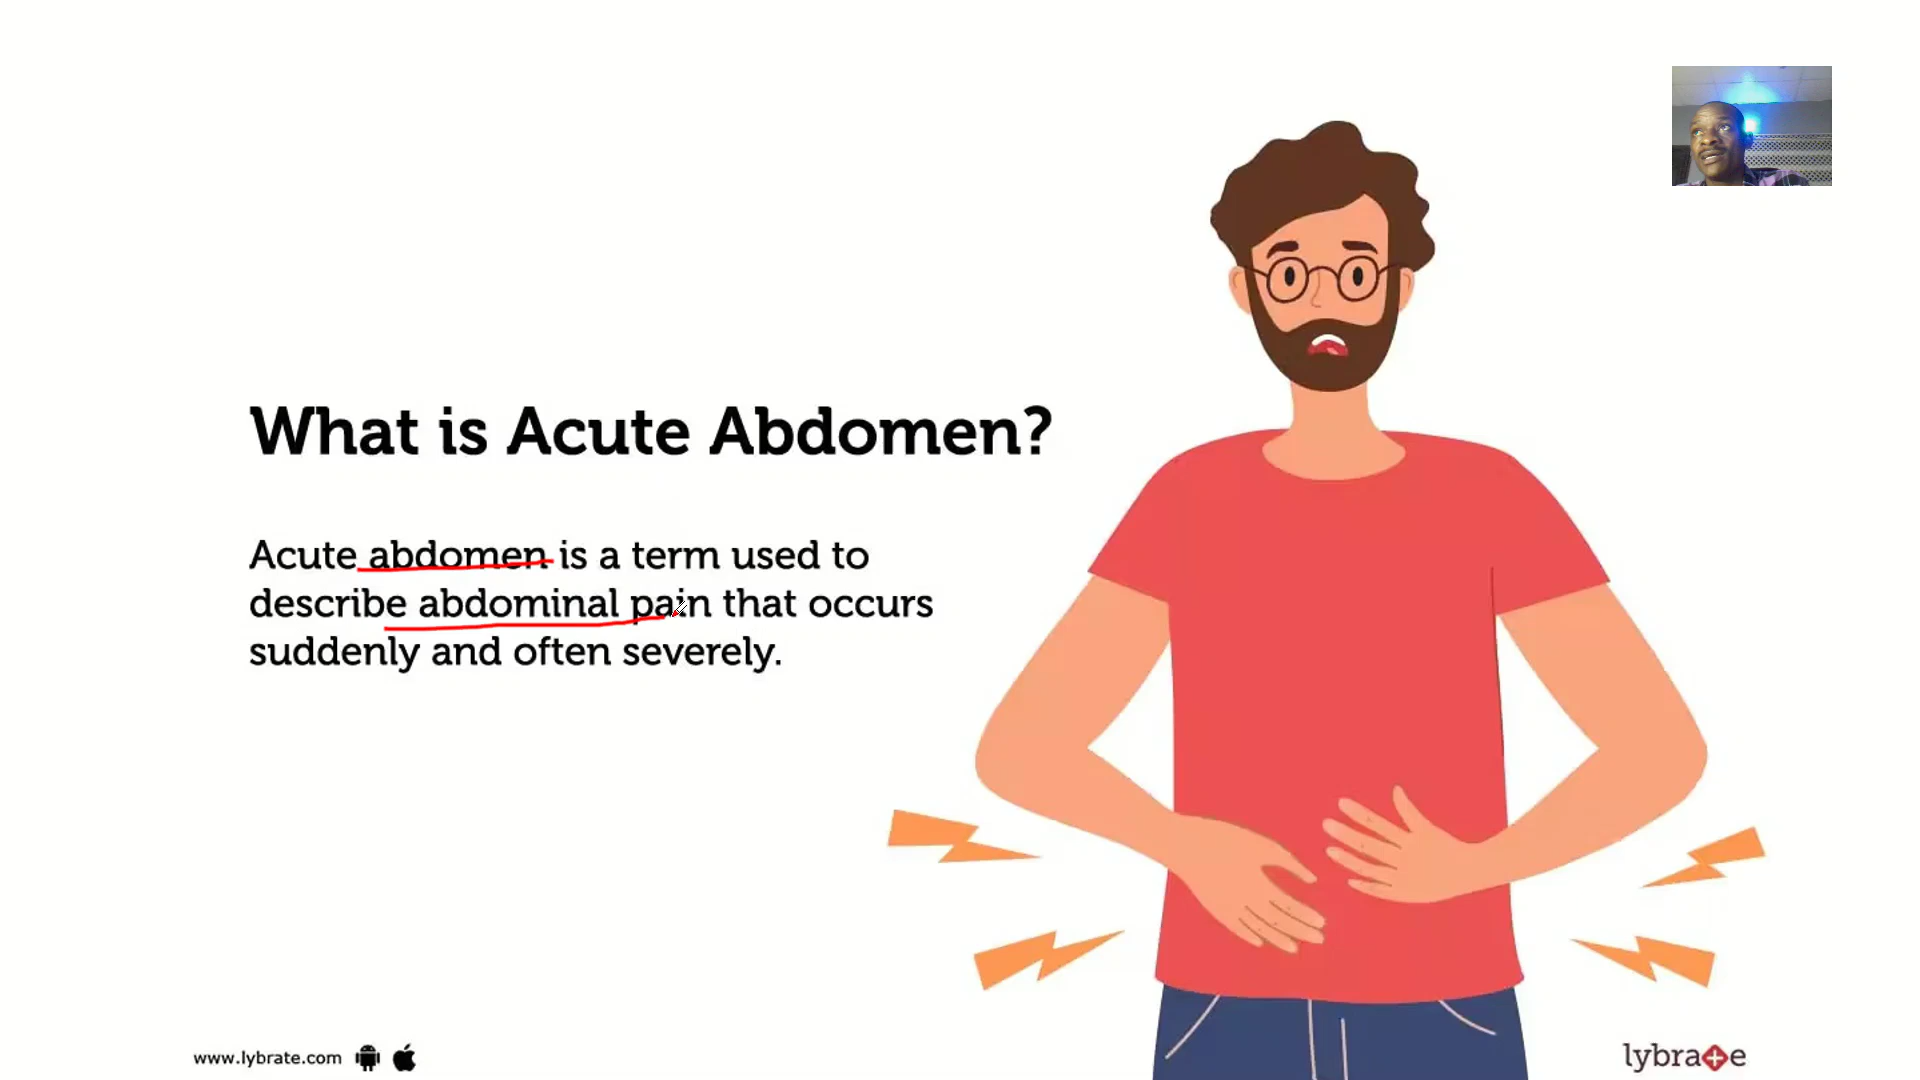 What is Acute Abdomen?
Acute abdomen is a term used to
describe abdominal pain that occurs
suddenly and often severely.
www.lybrate.com
lybrate